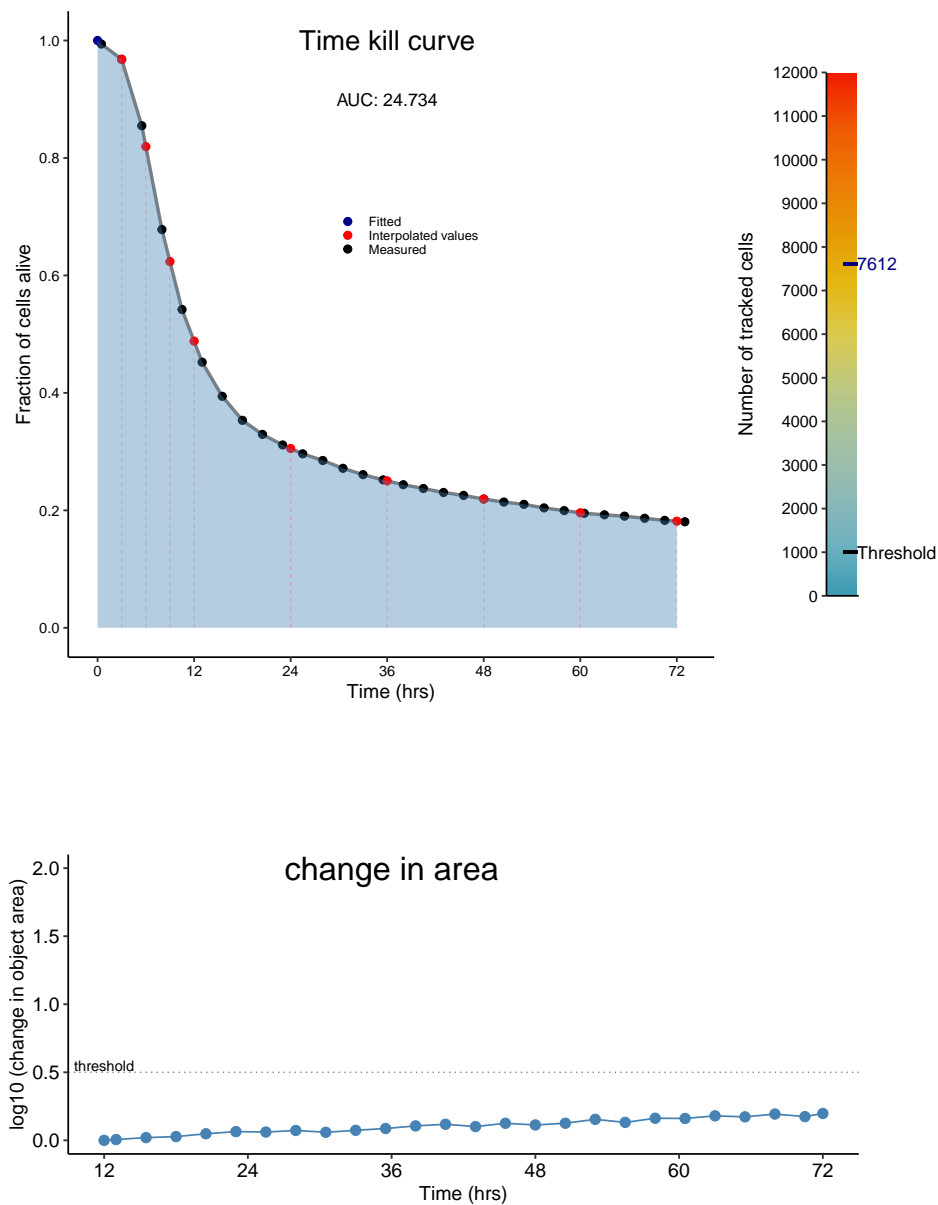 Time kill curve
AUC: 24.734
Fitted
Interpolated values
Measured
Fraction of cells alive
1.0
0.8
0.6
0.4
0.2
0.0
0 12 24 36 48 60 72
Time (hrs)
Number of tracked cells
12000
11000
10000
9000
8000
7000
6000
5000
4000
3000
2000
1000
0
7612
Threshold
change in area
log10 (change in object area)
2.0
1.5
1.0
0.5
0.0
threshold
12 24 36 48 60 72
Time (hrs)